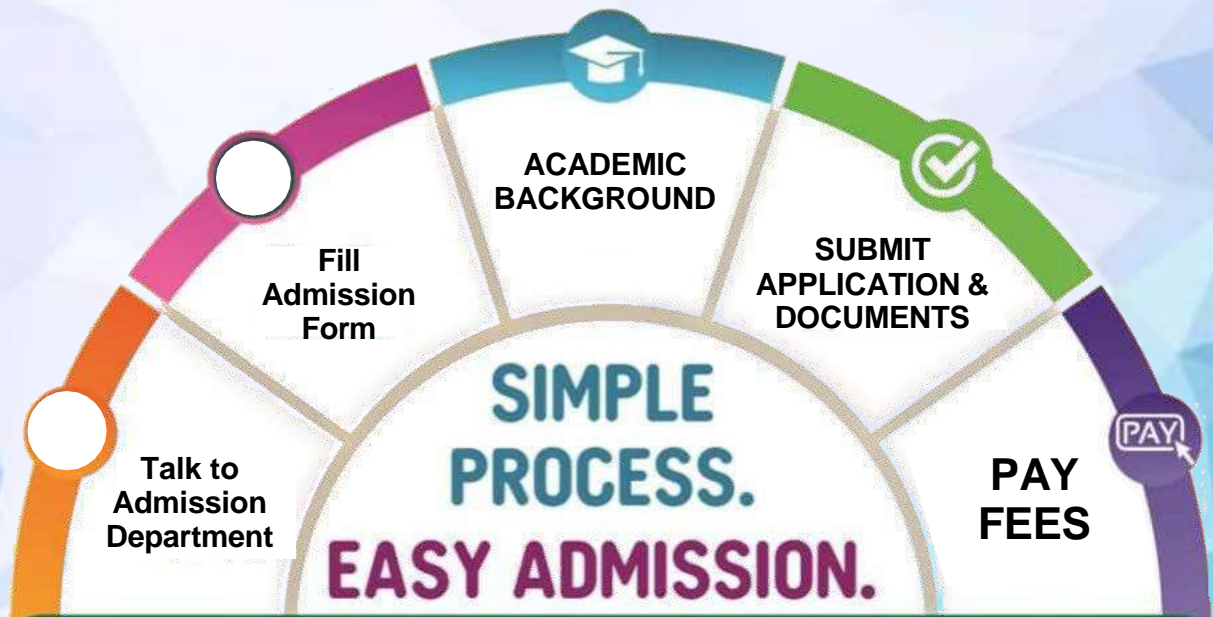 Talk to
Admission
Department
Fill
Admission
Form
ACADEMIC
BACKGROUND
SUBMIT
APPLICATION &
DOCUMENTS
PAY
PAY
FEES
SIMPLE
PROCESS.
EASY ADMISSION.